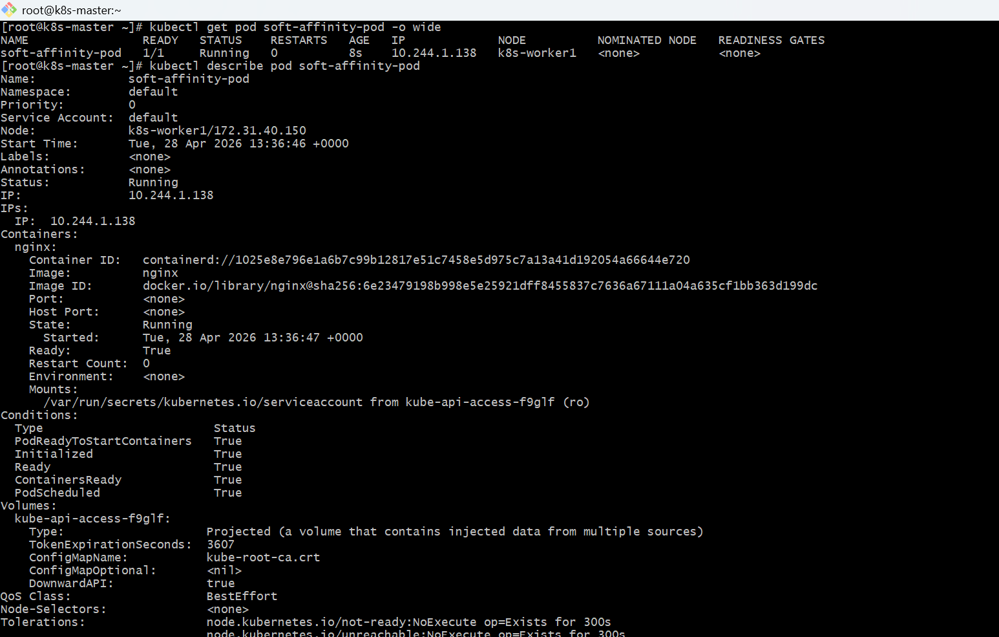 root@k8s-master:~
[root@k8s-master ~]# kubectl get pod soft-affinity-pod -o wide
NAME                READY   STATUS    RESTARTS   AGE   IP             NODE          NOMINATED NODE   READINESS GATES
soft-affinity-pod   1/1     Running   0          8s    10.244.1.138   k8s-worker1   <none>           <none>
[root@k8s-master ~]# kubectl describe pod soft-affinity-pod
Name:             soft-affinity-pod
Namespace:        default
Priority:         0
Service Account:  default
Node:             k8s-worker1/172.31.40.150
Start Time:       Tue, 28 Apr 2026 13:36:46 +0000
Labels:           <none>
Annotations:      <none>
Status:           Running
IP:               10.244.1.138
IPs:
  IP:  10.244.1.138
Containers:
  nginx:
    Container ID:   containerd://1025e8e796e1a6b7c99b12817e51c7458e5d975c7a13a41d192054a66644e720
    Image:          nginx
    Image ID:       docker.io/library/nginx@sha256:6e23479198b998e5e25921dff8455837c7636a67111a04a635cf1bb363d199dc
    Port:           <none>
    Host Port:      <none>
    State:          Running
      Started:      Tue, 28 Apr 2026 13:36:47 +0000
    Ready:          True
    Restart Count:  0
    Environment:    <none>
    Mounts:
      /var/run/secrets/kubernetes.io/serviceaccount from kube-api-access-f9glf (ro)
Conditions:
  Type                        Status
  PodReadyToStartContainers   True
  Initialized                 True
  Ready                       True
  ContainersReady             True
  PodScheduled                True
Volumes:
  kube-api-access-f9glf:
    Type:                    Projected (a volume that contains injected data from multiple sources)
    TokenExpirationSeconds:  3607
    ConfigMapName:           kube-root-ca.crt
    ConfigMapOptional:       <nil>
    DownwardAPI:             true
QoS Class:                   BestEffort
Node-Selectors:              <none>
Tolerations:                 node.kubernetes.io/not-ready:NoExecute op=Exists for 300s
                             node.kubernetes.io/unreachable:NoExecute op=Exists for 300s